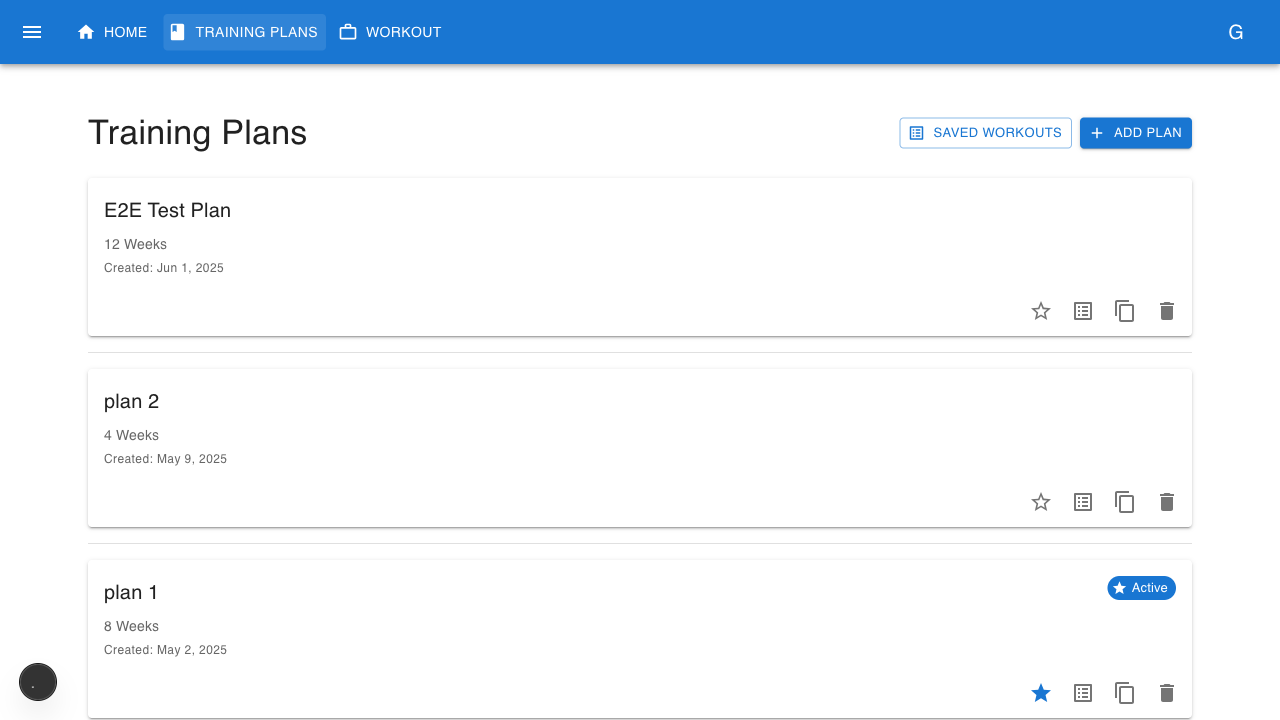 HOME TRAINING PLANS WORKOUT G
Training Plans
SAVED WORKOUTS ADD PLAN
E2E Test Plan
12 Weeks
Created: Jun 1, 2025
plan 2
4 Weeks
Created: May 9, 2025
plan 1
Active
8 Weeks
Created: May 2, 2025